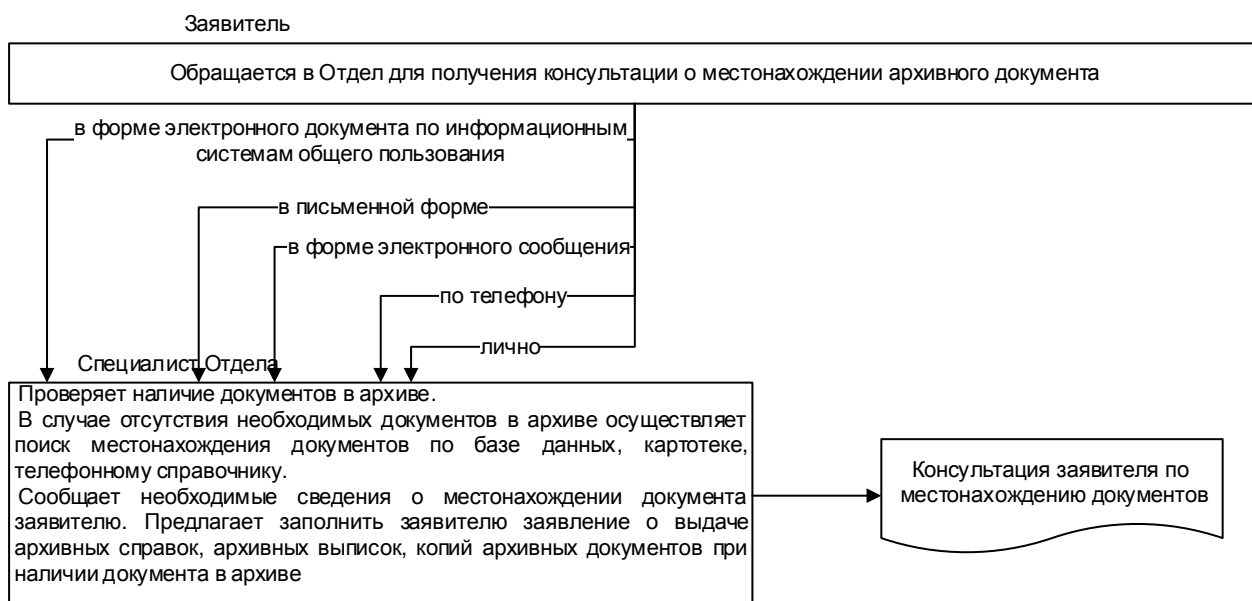 Заявитель
Обращается в Отдел для получения консультации о местонахождении архивного документа
в форме электронного документа по информационным
системам общего пользования
в письменной форме
в форме электронного сообщения
по телефону
лично
Специалист Отдела
Проверяет наличие документов в архиве.
В случае отсутствия необходимых документов в архиве осуществляет
поиск местонахождения документов по базе данных, картотеке,
телефонному справочнику.
Сообщает необходимые сведения о местонахождении документа
заявителю. Предлагает заполнить заявителю заявление о выдаче
архивных справок, архивных выписок, копий архивных документов при
наличии документа в архиве
Консультация заявителя по
местонахождению документов